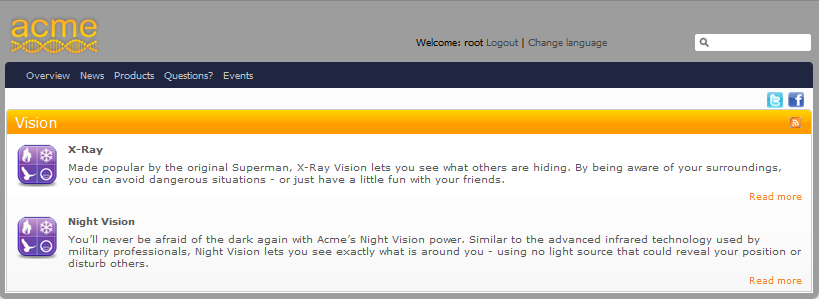 acme
Welcome: root Logout | Change language
Overview News Products Questions? Events
Vision
X-Ray
Made popular by the original Superman, X-Ray Vision lets you see what others are hiding. By being aware of your surroundings,
you can avoid dangerous situations - or just have a little fun with your friends.
Read more
Night Vision
You'll never be afraid of the dark again with Acme's Night Vision power. Similar to the advanced infrared technology used by
military professionals, Night Vision lets you see exactly what is around you - using no light source that could reveal your position or
disturb others.
Read more